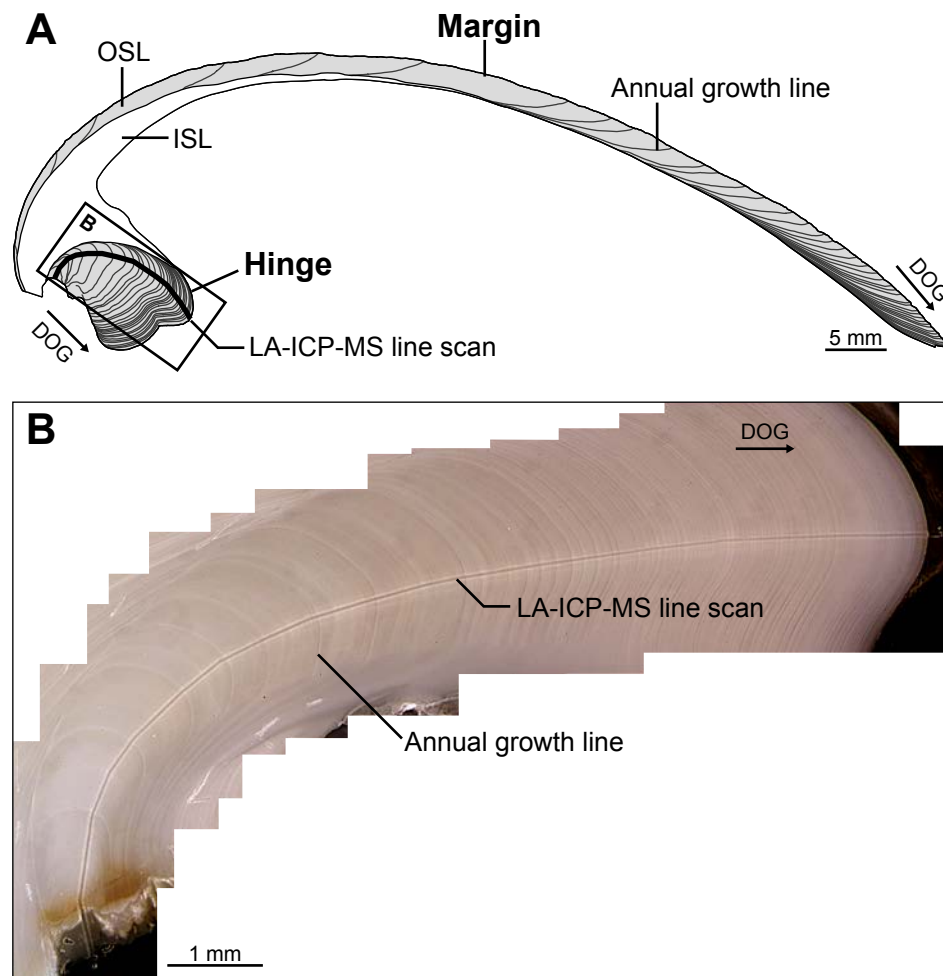 A
Margin
OSL
Annual growth line
ISL
B
Hinge
DOG
DOG
LA-ICP-MS line scan
5 mm
B
DOG
LA-ICP-MS line scan
Annual growth line
1 mm